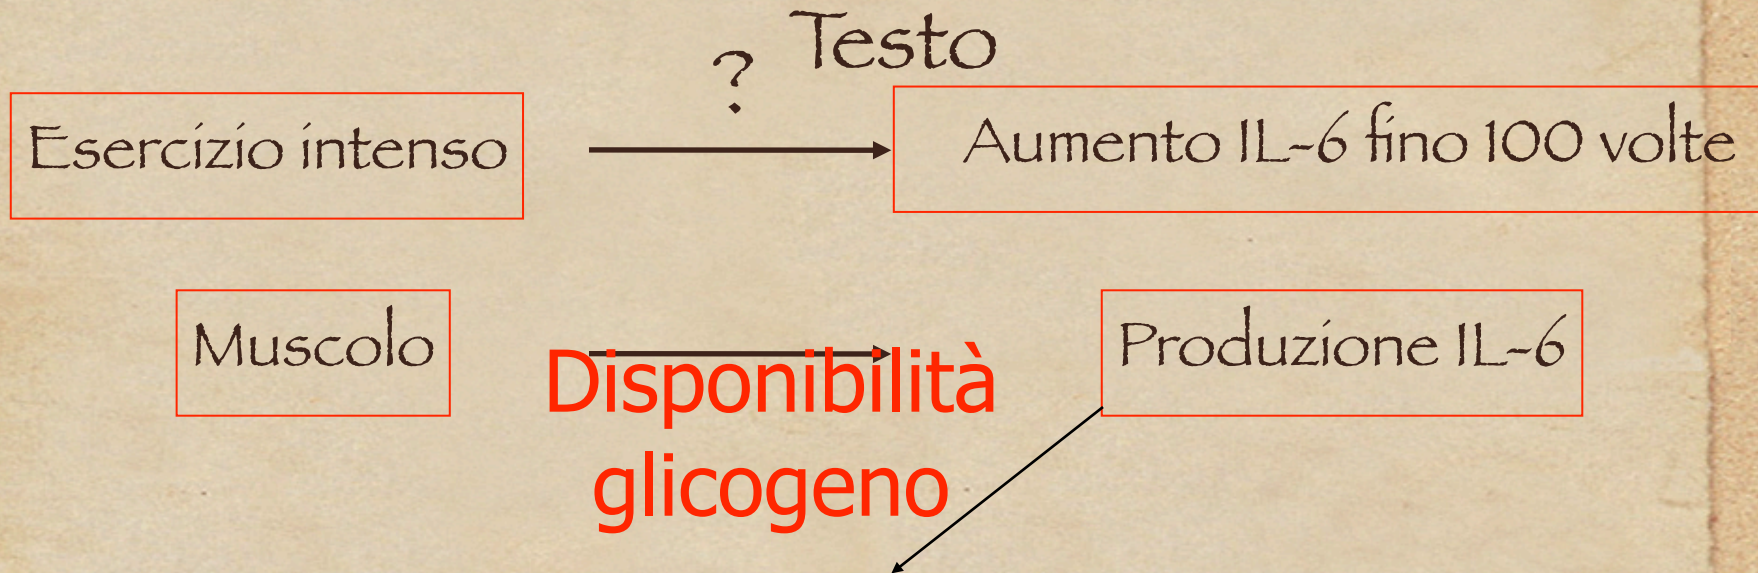 Testo
?
Esercizio intenso
Aumento IL-6 fino 100 volte
Muscolo
Disponibilità
glicogeno
Produzione IL-6